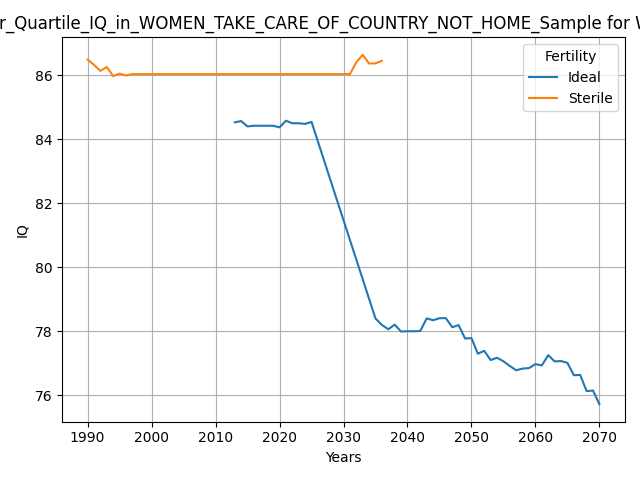 r_Quartile_IQ_in_WOMEN_TAKE_CARE_OF_COUNTRY_NOT_HOME_Sample for W
Fertility
Ideal
Sterile
86
84
82
80
78
76
IQ
1990 2000 2010 2020 2030 2040 2050 2060 2070
Years